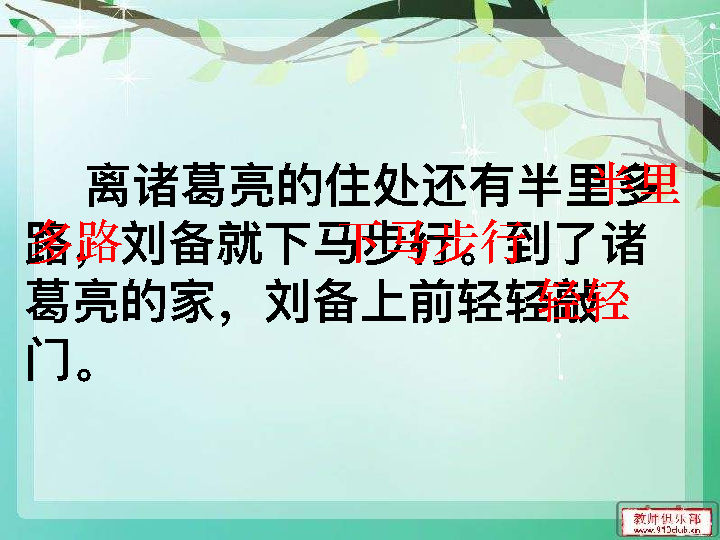 离诸葛亮的住处还有半里多
路，刘备就下马步行。到了诸
葛亮的家，刘备上前轻轻敲
门。
半里
多路
下马步行
轻轻
教师俱乐部
www.910club.cn